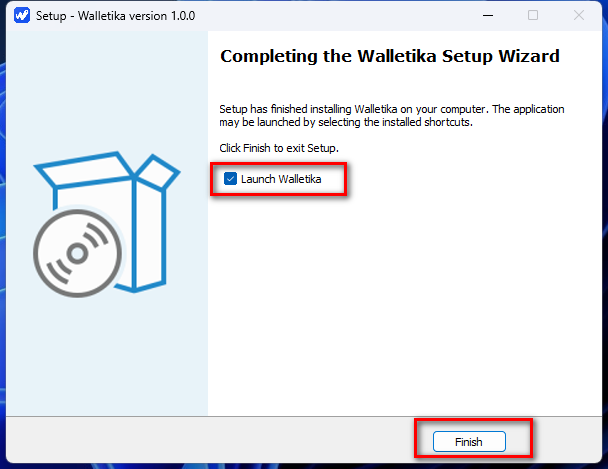 Setup - Walletika version 1.0.0
Completing the Walletika Setup Wizard
Setup has finished installing Walletika on your computer. The application
may be launched by selecting the installed shortcuts.
Click Finish to exit Setup.
Launch Walletika
Finish